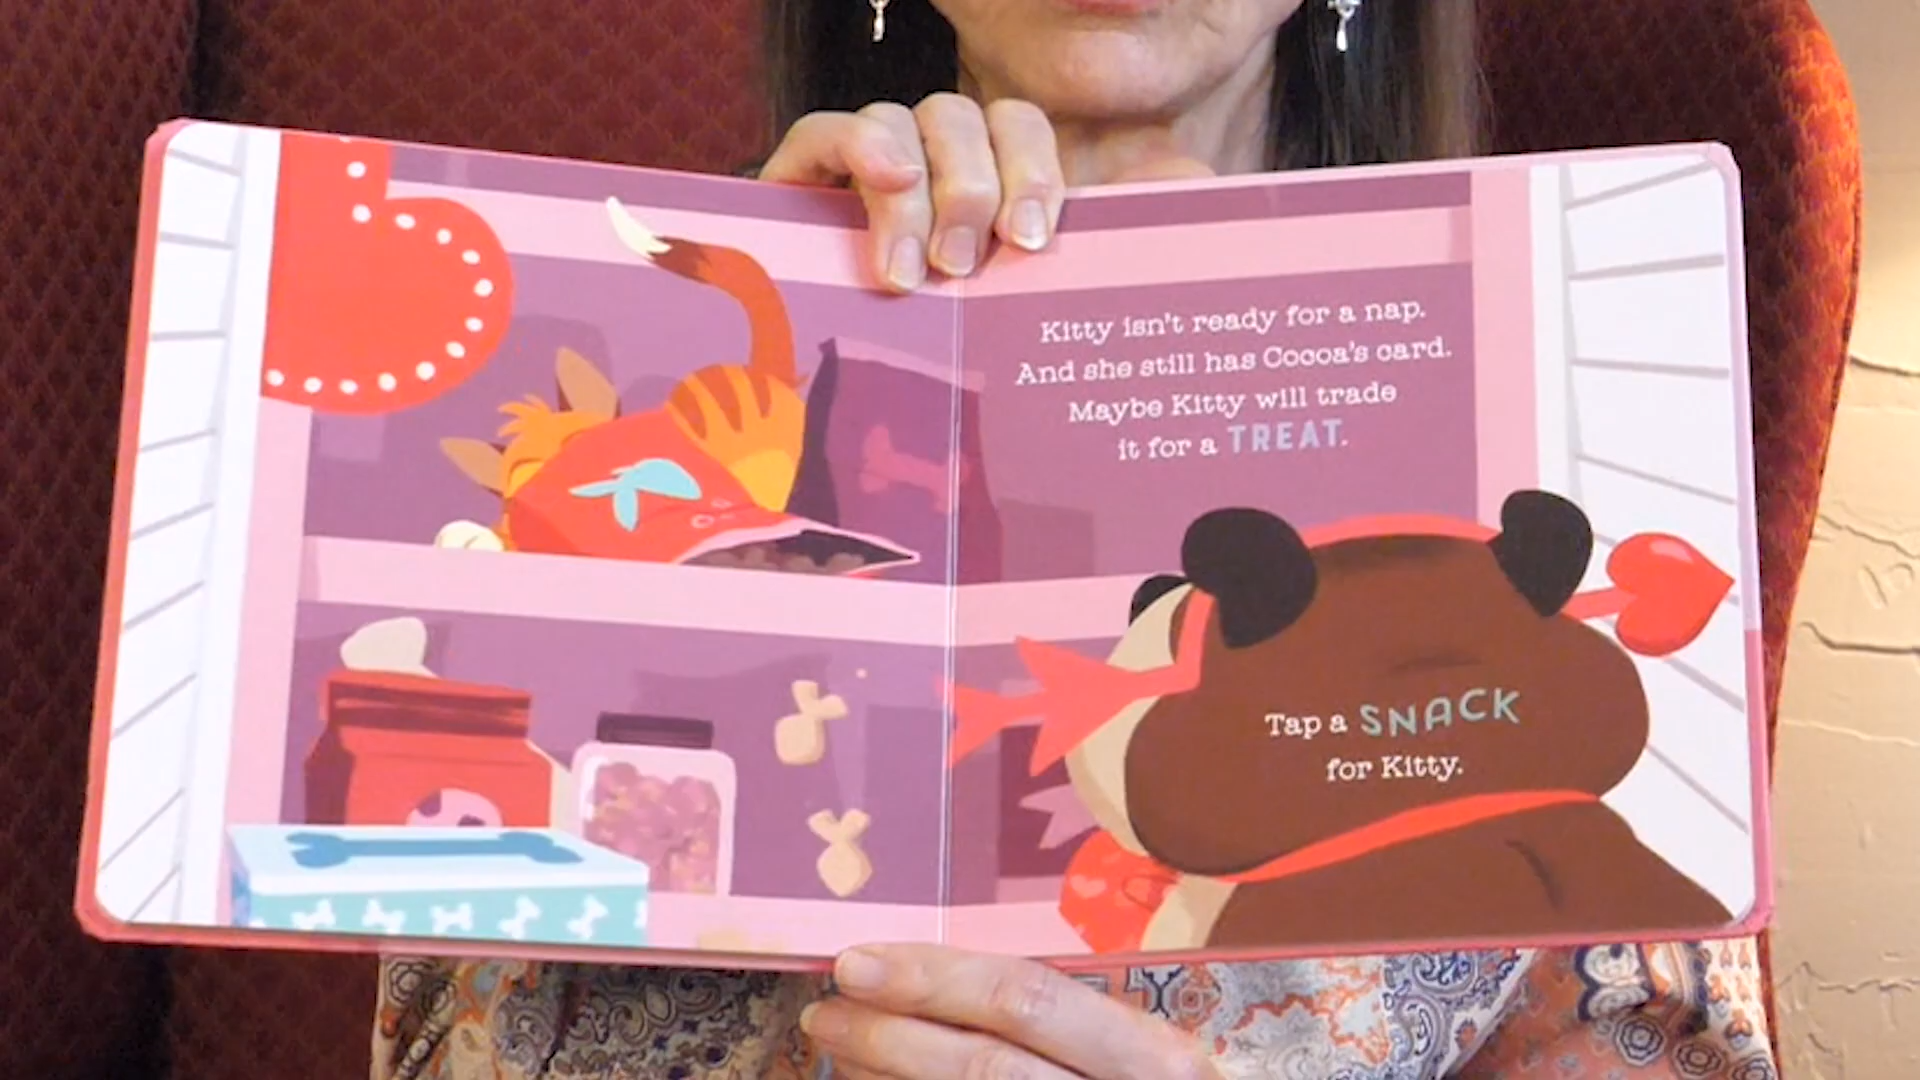 Kitty isn't ready for a nap.
And she still has Cocoa's card.
Maybe Kitty will trade
it for a TREAT.
Tap a SNACK
for Kitty.